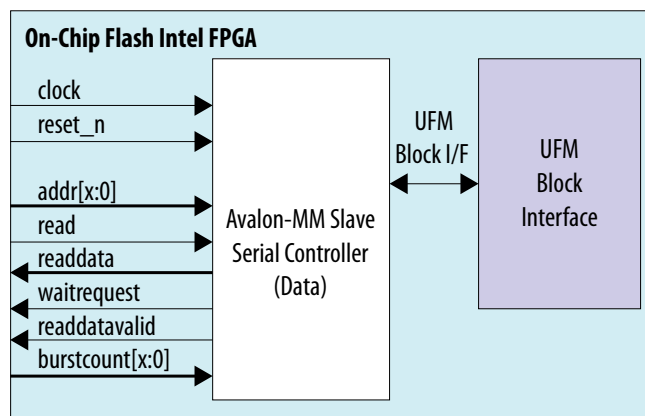 On-Chip Flash Intel FPGA
clock
reset_n
addr[x:0]
read
readdata
waitrequest
readdatavalid
burstcount[x:0]
Avalon-MM Slave
Serial Controller
(Data)
UFM
Block I/F
UFM
Block
Interface